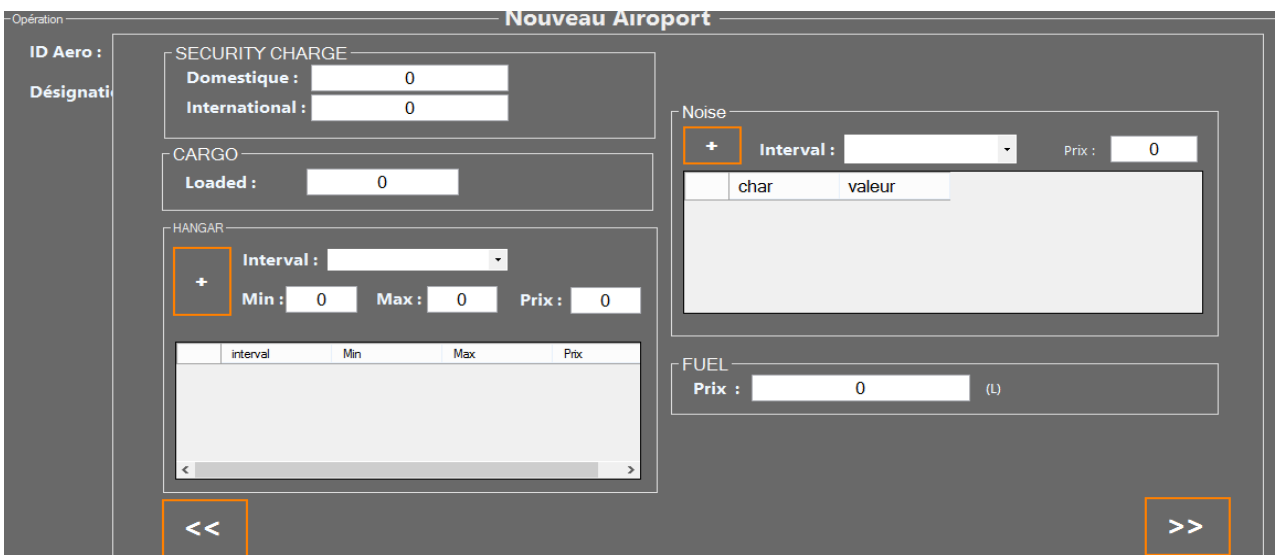 Opération
Nouveau Airoport
ID Aero :
Désignati
SECURITY CHARGE
Domestique : 0
International : 0
CARGO
Loaded : 0
HANGAR
+ Interval :
Min : 0 Max : 0 Prix : 0
interval Min Max Prix
Noise
+ Interval : Prix : 0
char valeur
FUEL
Prix : 0 (L)
<< >>